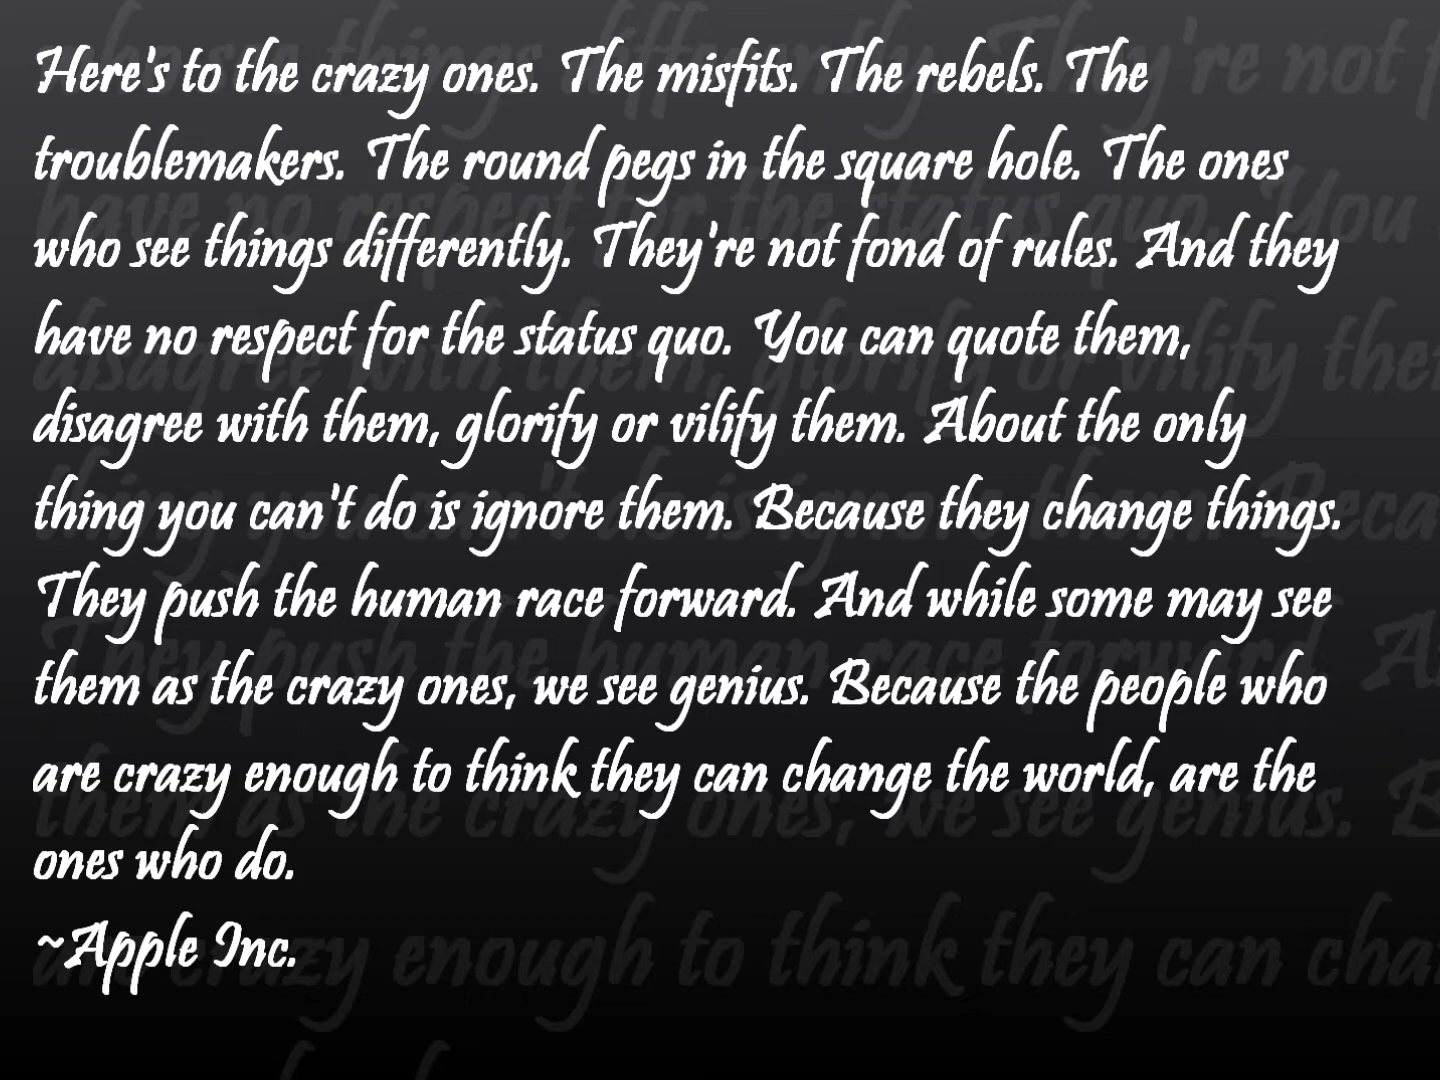 Here's to the crazy ones. The misfits. The rebels. The
troublemakers. The round pegs in the square hole. The ones
who see things differently. They're not fond of rules. And they
have no respect for the status quo. You can quote them,
disagree with them, glorify or vilify them. About the only
thing you can't do is ignore them. Because they change things.
They push the human race forward. And while some may see
them as the crazy ones, we see genius. Because the people who
are crazy enough to think they can change the world, are the
ones who do.
~Apple Inc.